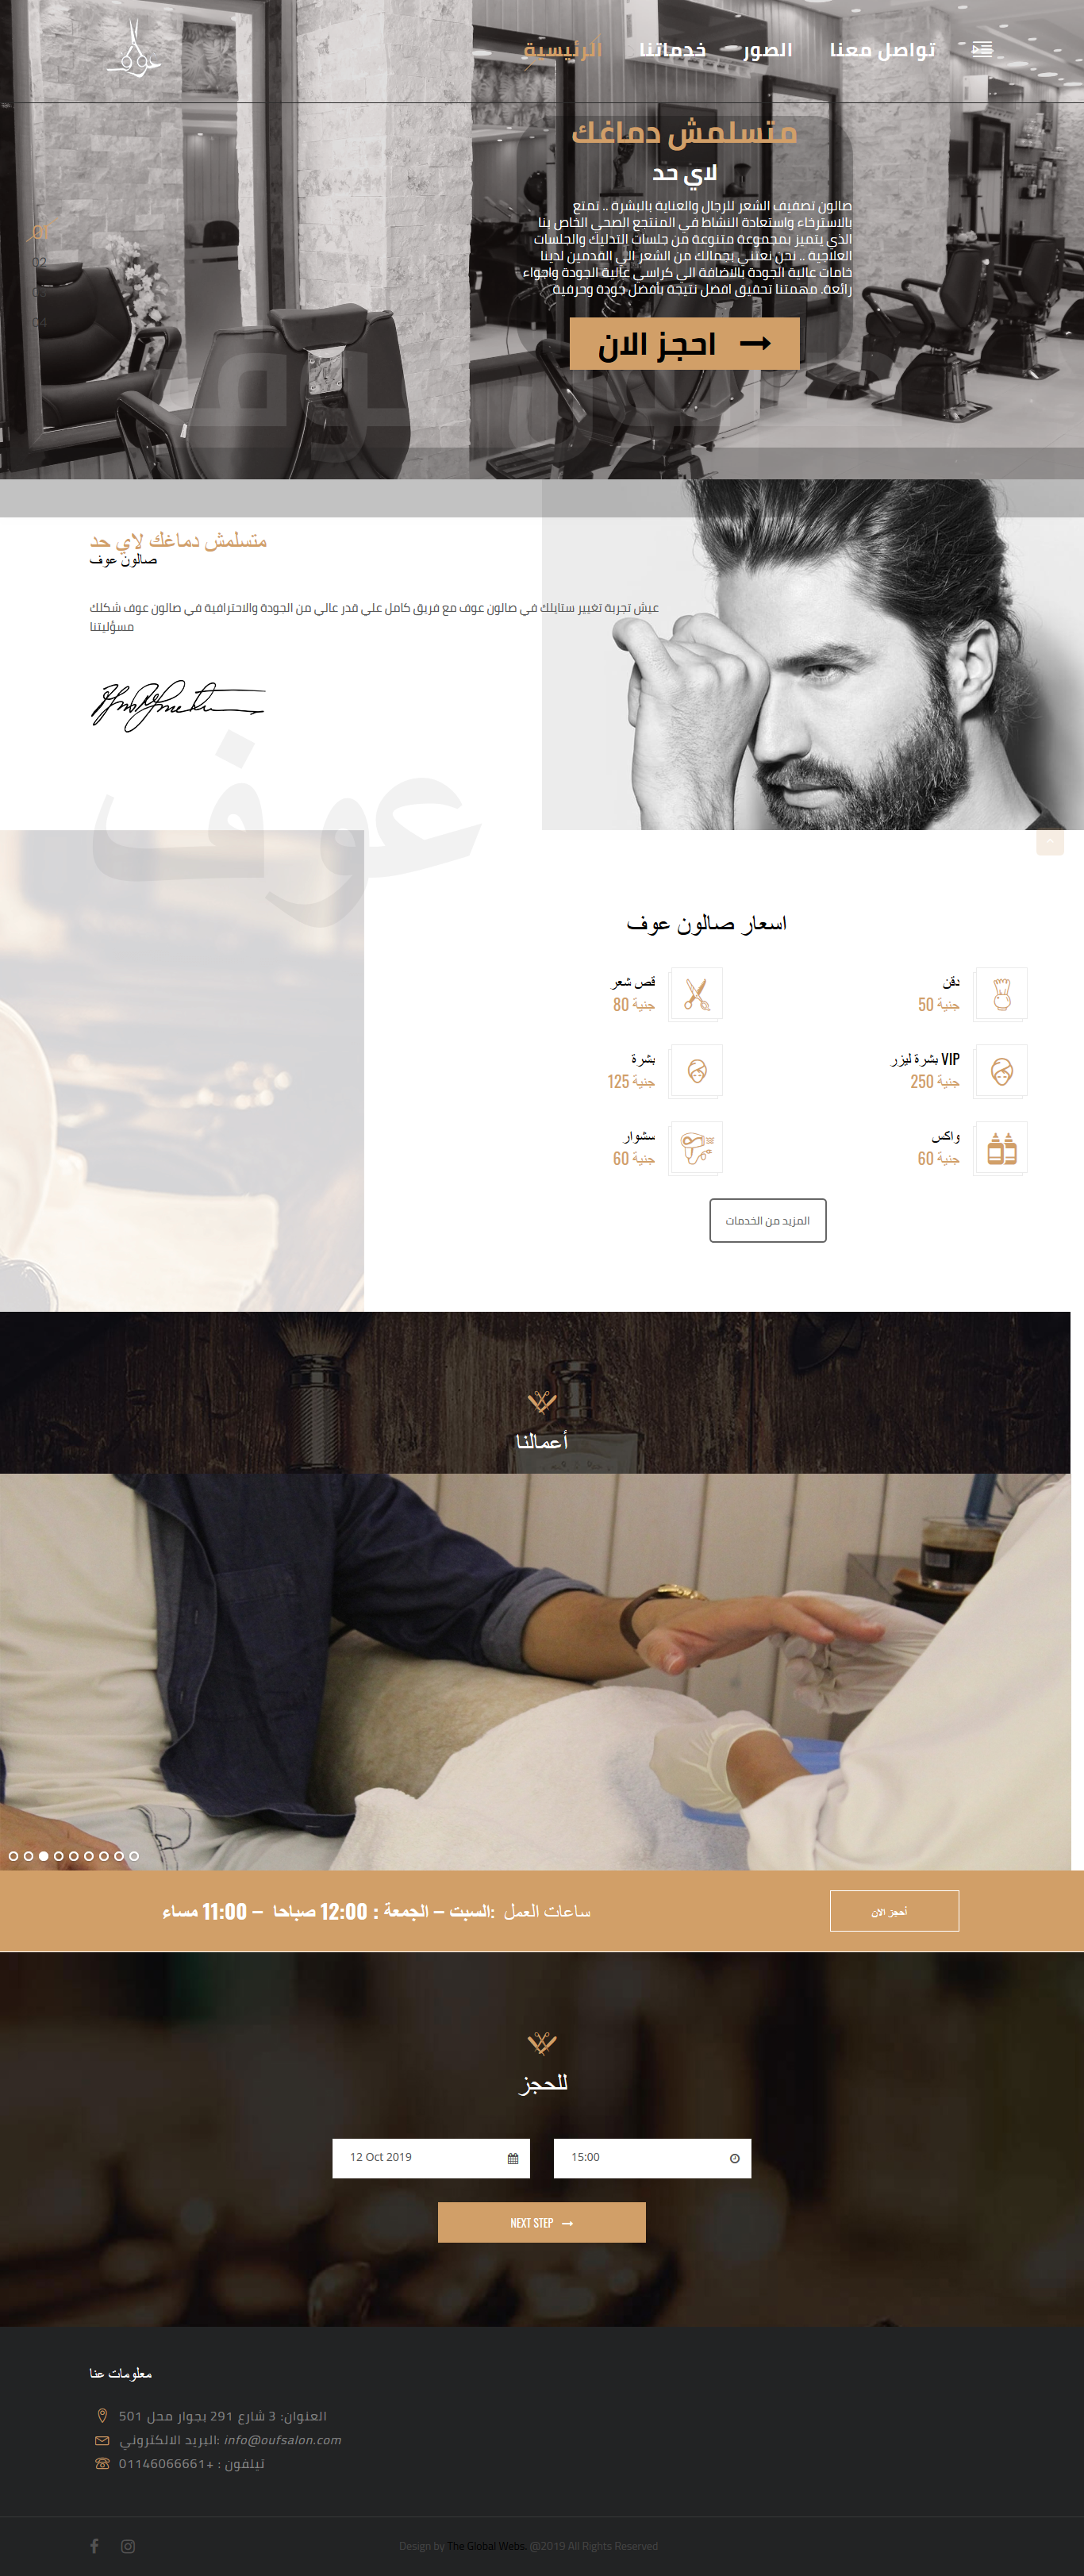 الرئيسية
خدماتنا
الصور
تواصل معنا
عوف
متسلمش دماغك
لاي حد
صالون تصفيف الشعر للرجال والعناية بالبشرة .. تمتع
بالاسترخاء واستعادة النشاط في المنتجع الصحي الخاص بنا
الذي يتميز بمجموعة متنوعة من جلسات التدليك والجلسات
العلاجية .. نحن نعتني بجمالك من الشعر الي القدمين لدينا
خامات عالية الجودة بالاضافة الي كراسي عالية الجودة واجواء
رائعة. مهمتنا تحقيق افضل نتيجة بأفضل جودة وحرفية
احجز الان
01
02
04
متسلمش دماغك لاي حد
صالون عوف
عيش تجربة تغيير ستايلك في صالون عوف مع فريق كامل علي قدر عالي من الجودة والاحترافية في صالون عوف شكلك
مسؤليتنا
عوف
اسعار صالون عوف
قص شعر
80 جنية
دقن
50 جنية
بشرة
125 جنية
VIP بشرة ليزر
250 جنية
سشوار
60 جنية
واكس
60 جنية
المزيد من الخدمات
أعمالنا
ساعات العمل :السبت – الجمعة : 12:00 صباحا – 11:00 مساء
أحجز الان
للحجز
12 Oct 2019
15:00
NEXT STEP
معلومات عنا
العنوان: 3 شارع 291 بجوار محل 501
البريد الالكتروني: info@oufsalon.com
تيلفون : +01146066661
Design by The Global Webs. @2019 All Rights Reserved